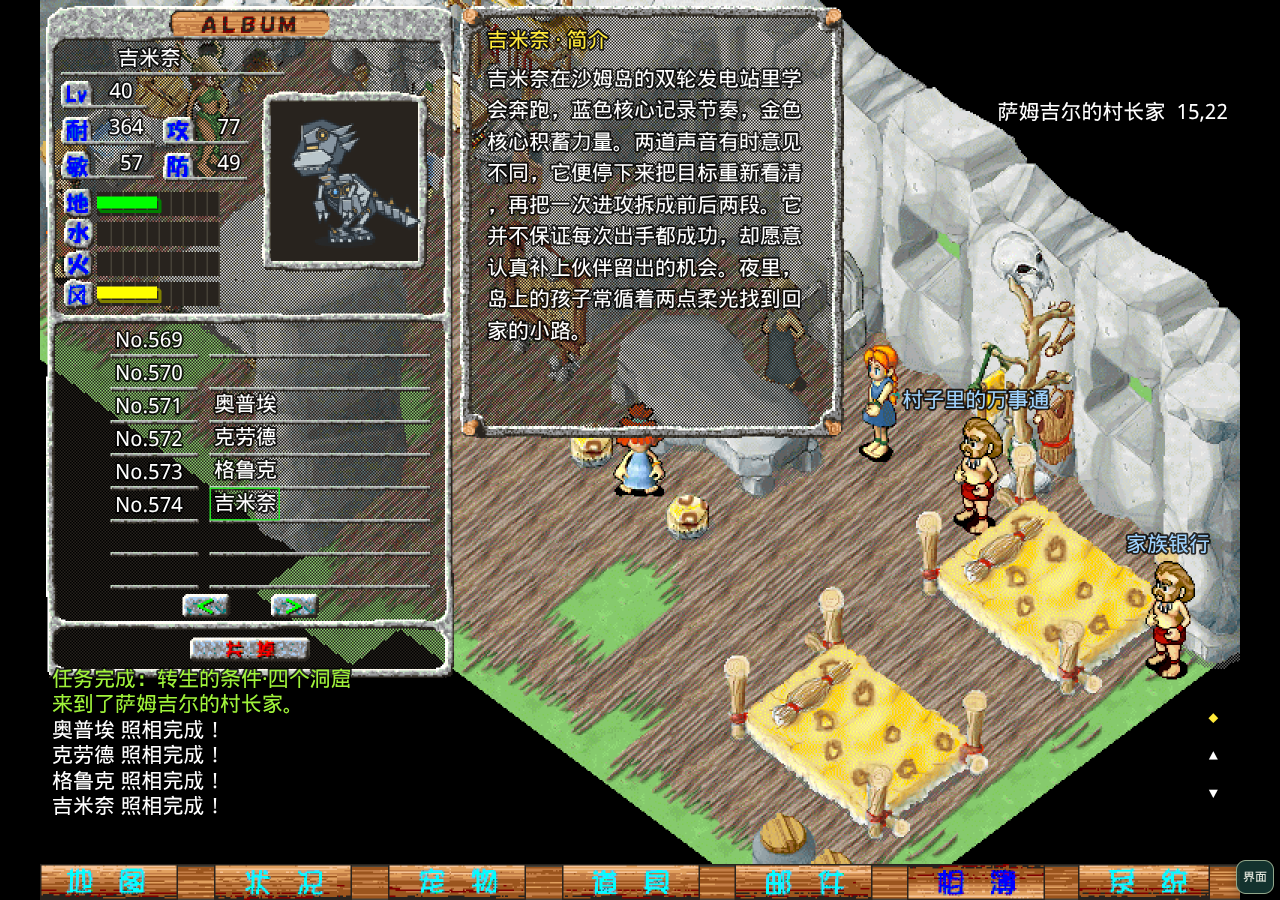 ALBUM
吉米奈
Lv 40
耐 364 攻 77
敏 57 防 49
地
水
火
风
No.569
No.570
No.571 奥普埃
No.572 克劳德
No.573 格鲁克
No.574 吉米奈
< >
关掉
吉米奈·简介
吉米奈在沙姆岛的双轮发电站里学
会奔跑，蓝色核心记录节奏，金色
核心积蓄力量。两道声音有时意见
不同，它便停下来把目标重新看清
，再把一次进攻拆成前后两段。它
并不保证每次出手都成功，却愿意
认真补上伙伴留出的机会。夜里，
岛上的孩子常循着两点柔光找到回
家的小路。
萨姆吉尔的村长家 15,22
村子里的万事通
家族银行
任务完成：转生的条件·四个洞窟
来到了萨姆吉尔的村长家。
奥普埃 照相完成！
克劳德 照相完成！
格鲁克 照相完成！
吉米奈 照相完成！
地图 状况 宠物 道具 邮件 相簿 系统
界面